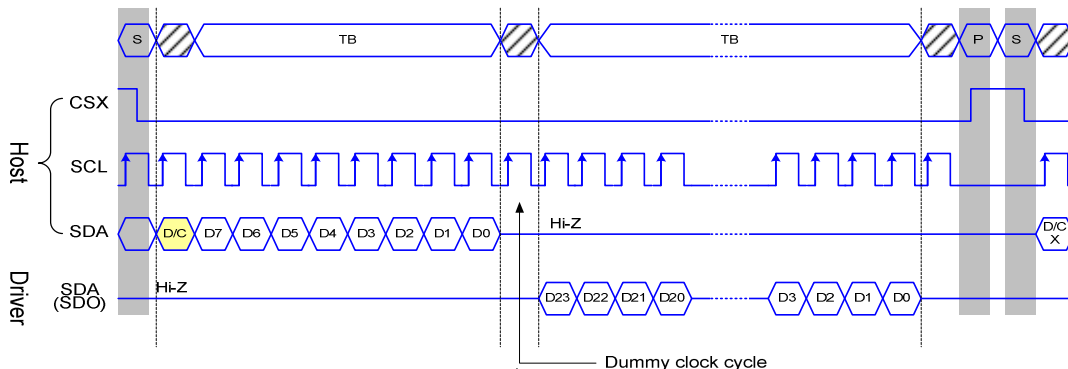 S TB TB P S
CSX
SCL
Host
SDA D/C D7 D6 D5 D4 D3 D2 D1 D0 Hi-Z D/C
X
Driver
SDA
(SDO)
Hi-Z D23 D22 D21 D20 D3 D2 D1 D0
Dummy clock cycle